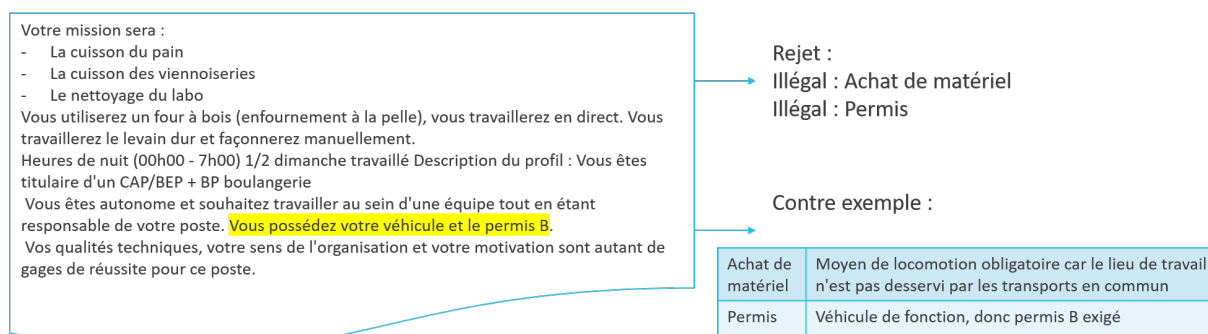 Votre mission sera :
- La cuisson du pain
- La cuisson des viennoiseries
- Le nettoyage du labo
Vous utiliserez un four à bois (enfournement à la pelle), vous travaillerez en direct. Vous
travaillerez le levain dur et façonnerez manuellement.
Heures de nuit (00h00 - 7h00) 1/2 dimanche travaillé Description du profil : Vous êtes
titulaire d'un CAP/BEP + BP boulangerie
Vous êtes autonome et souhaitez travailler au sein d'une équipe tout en étant
responsable de votre poste. Vous possédez votre véhicule et le permis B.
Vos qualités techniques, votre sens de l'organisation et votre motivation sont autant de
gages de réussite pour ce poste.
Rejet :
Illégal : Achat de matériel
Illégal : Permis
Contre exemple :
Achat de matériel
Moyen de locomotion obligatoire car le lieu de travail
n'est pas desservi par les transports en commun
Permis
Véhicule de fonction, donc permis B exigé